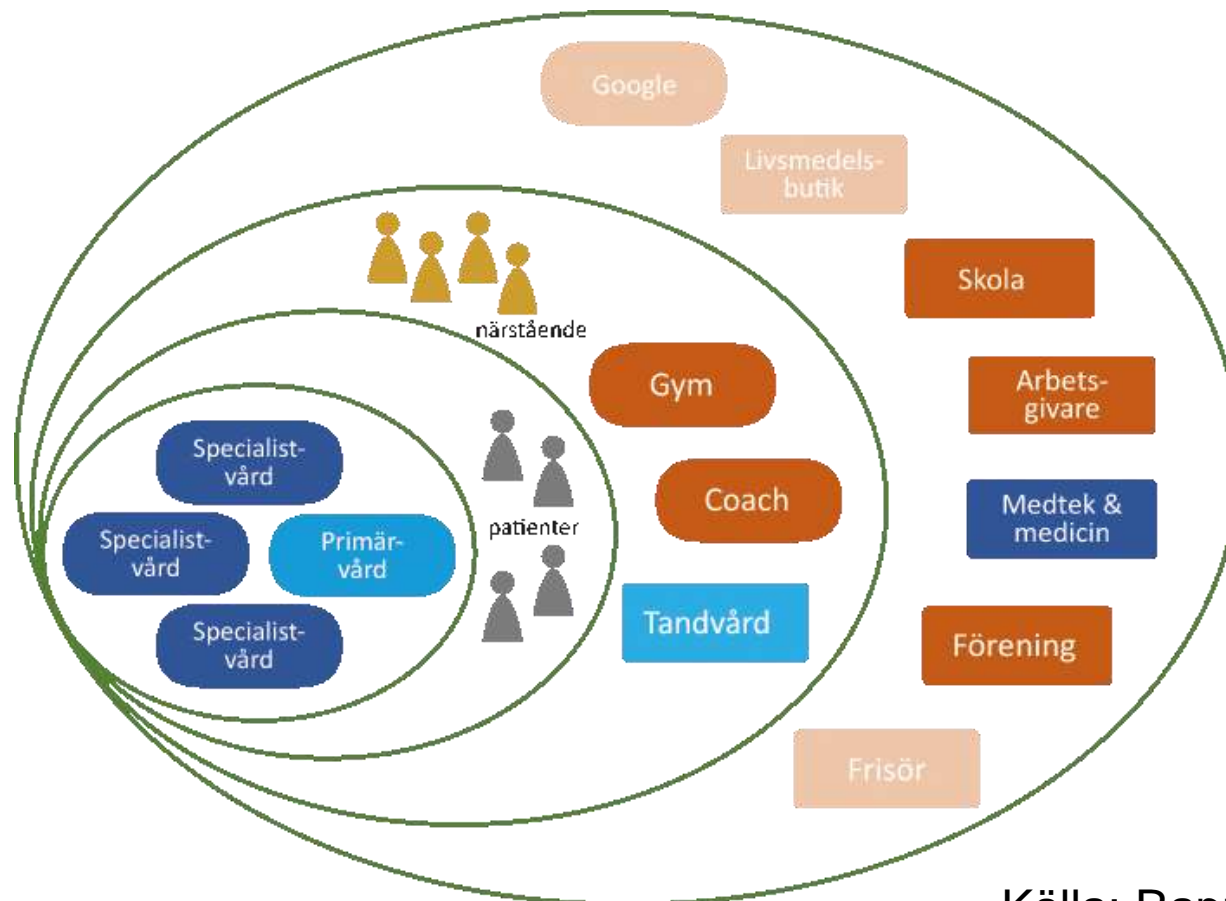 Google
Livsmedels-
butik
Skola
närstående
Gym
Arbets-
givare
Specialist-
vård
Coach
Medtek &
medicin
patienter
Specialist-
vård
Primär-
vård
Tandvård
Specialist-
vård
Förening
Frisör